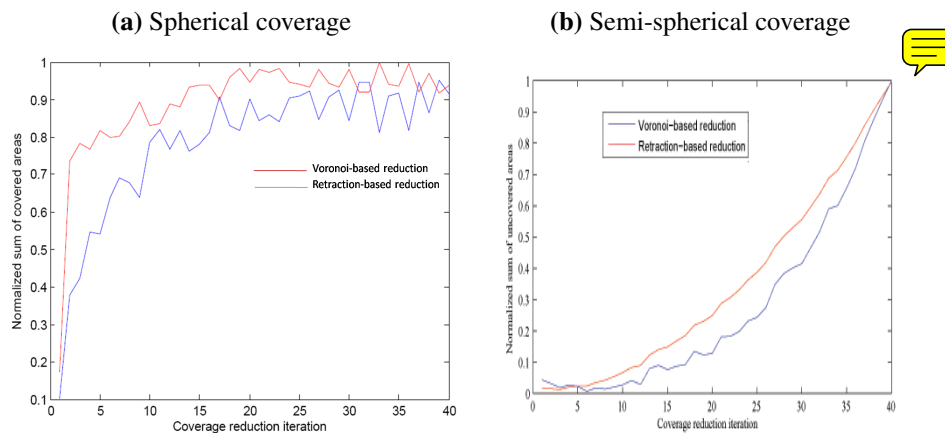 (a) Spherical coverage
(b) Semi-spherical coverage
Normalized sum of covered areas
1
0.9
0.8
0.7
0.6
0.5
0.4
0.3
0.2
0.1
Voronoi-based reduction
Retraction-based reduction
5 10 15 20 25 30 35 40
Coverage reduction iteration
Normalized sum of uncovered areas
1
0.9
0.8
0.7
0.6
0.5
0.4
0.3
0.2
0.1
0
Voronoi-based reduction
Retraction-based reduction
0 5 10 15 20 25 30 35 40
Coverage reduction iteration